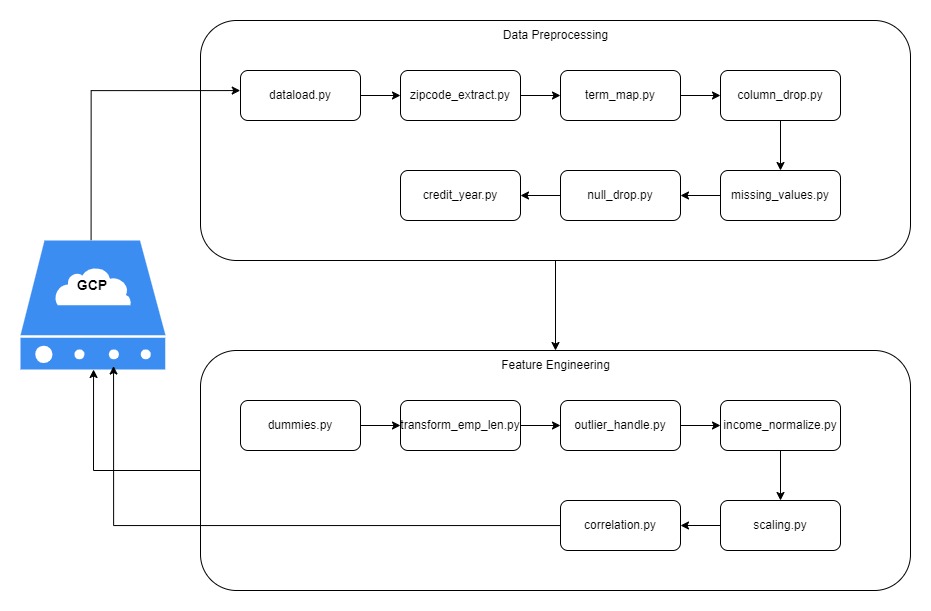 Data Preprocessing
dataload.py
zipcode_extract.py
term_map.py
column_drop.py
credit_year.py
null_drop.py
missing_values.py
GCP
Feature Engineering
dummies.py
transform_emp_len.py
outlier_handle.py
income_normalize.py
correlation.py
scaling.py